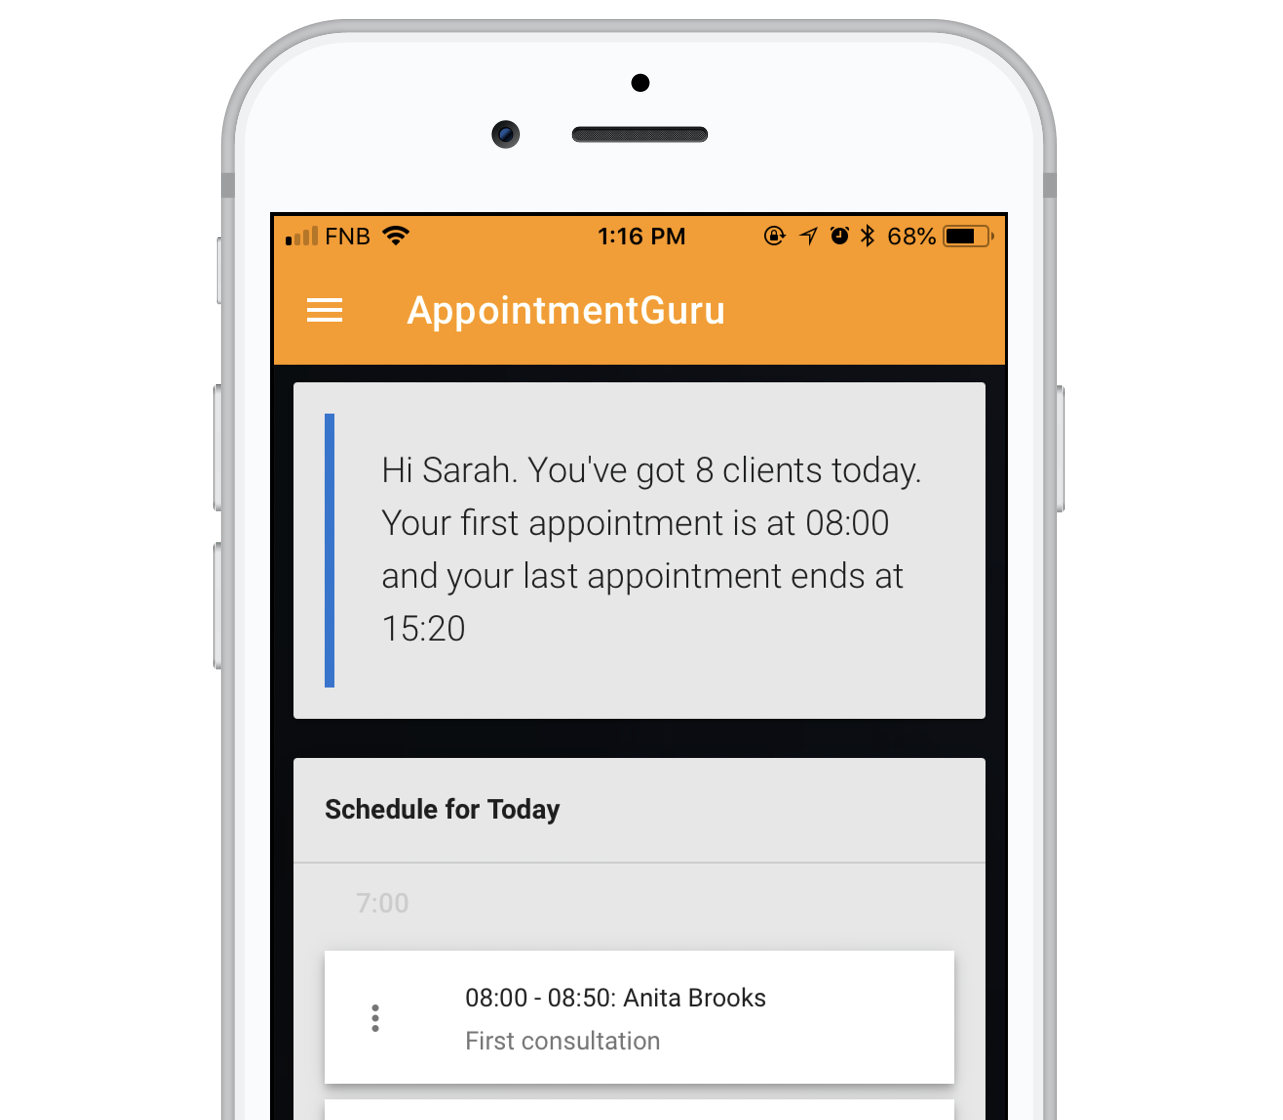 FNB 1:16 PM 68%
AppointmentGuru
Hi Sarah. You've got 8 clients today.
Your first appointment is at 08:00
and your last appointment ends at
15:20
Schedule for Today
7:00
08:00 - 08:50: Anita Brooks
First consultation